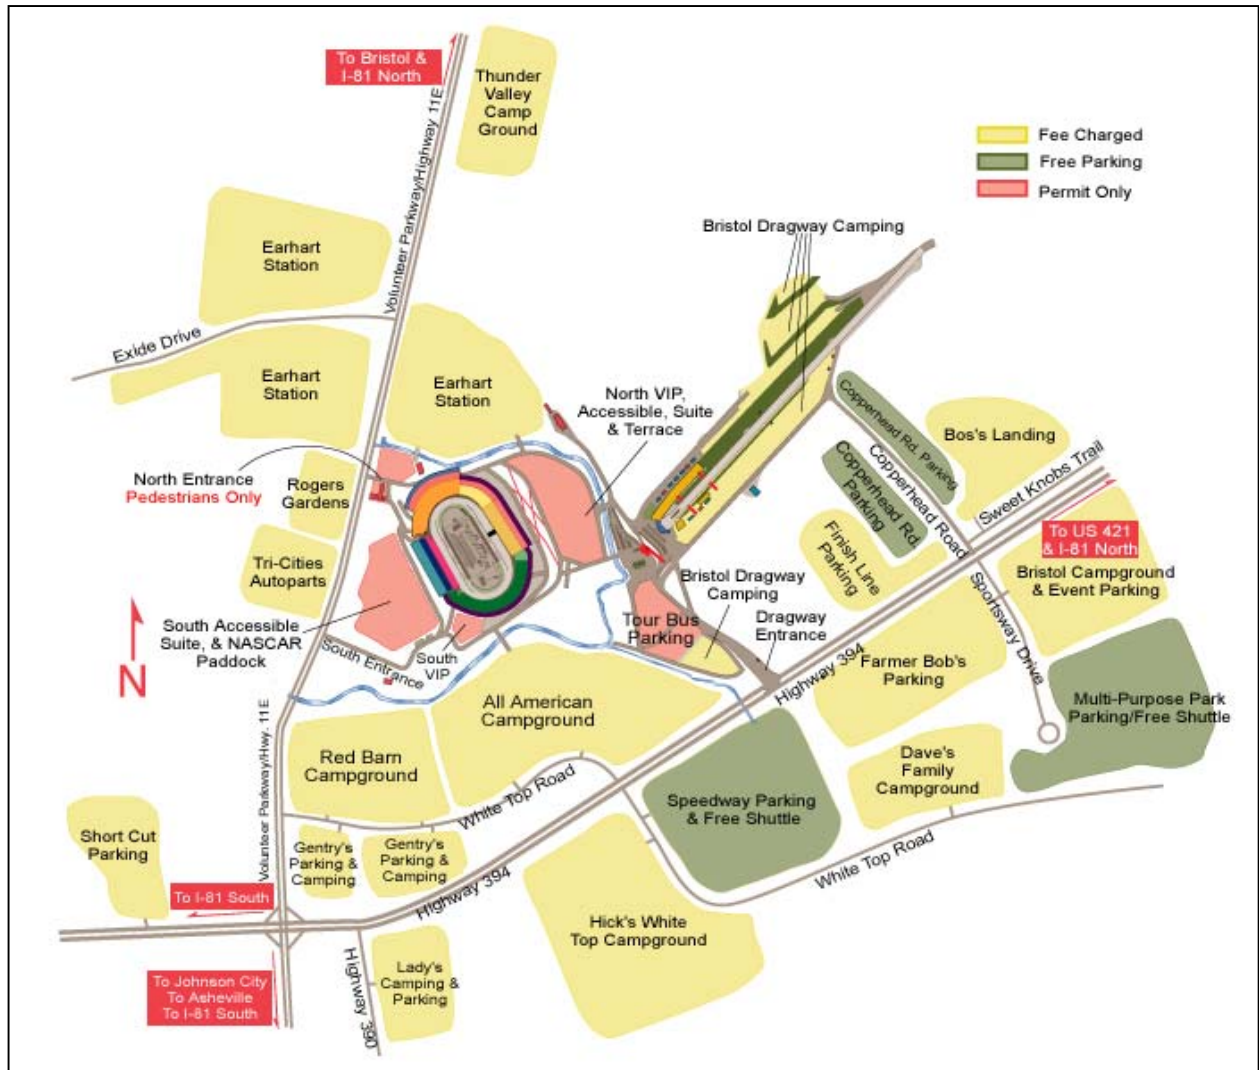 To Bristol &
I-81 North
Thunder
Valley
Camp
Ground
Volunteer Parkway/Highway 11E
Fee Charged
Free Parking
Permit Only
Bristol Dragway Camping
Earhart
Station
Exide Drive
Earhart
Station
Earhart
Station
North VIP,
Accessible, Suite
& Terrace
Copperhead Rd. Parking
Copperhead Rd.
Parking
Copperhead Road
Bos's Landing
Sweet Knobs Trail
North Entrance
Pedestrians Only
Rogers
Gardens
Tri-Cities
Autoparts
Finish Line
Parking
To US 421
& I-81 North
Bristol Campground
& Event Parking
Bristol Dragway
Camping
Tour Bus
Parking
Dragway
Entrance
Sportsway Drive
South Accessible
Suite, & NASCAR
Paddock
South Entrance
South
VIP
N
Highway 394
Farmer Bob's
Parking
All American
Campground
Multi-Purpose Park
Parking/Free Shuttle
Volunteer Parkway/Hwy. 11E
Red Barn
Campground
Dave's
Family
Campground
White Top Road
Speedway Parking
& Free Shuttle
Short Cut
Parking
Gentry's
Parking &
Camping
Gentry's
Parking &
Camping
White Top Road
To I-81 South
Highway 394
Hick's White
Top Campground
Highway 390
Lady's
Camping &
Parking
To Johnson City
To Asheville
To I-81 South